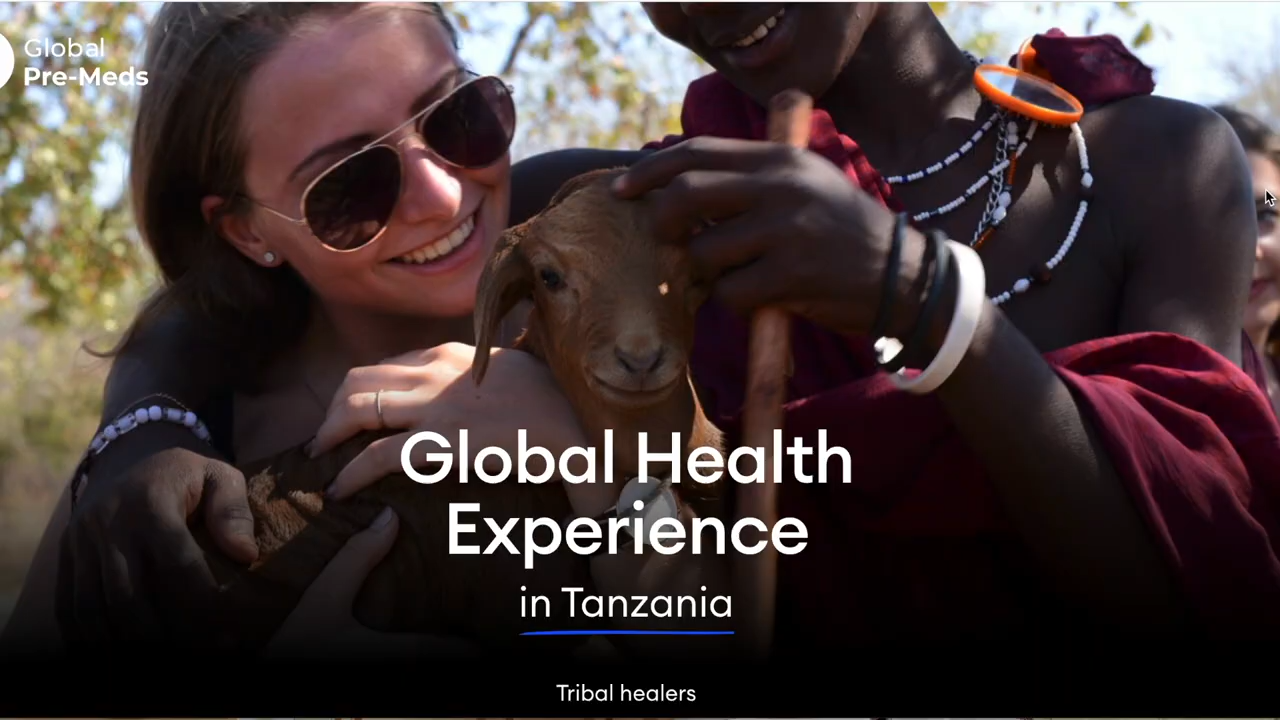 Global
Pre-Meds
Global Health
Experience
in Tanzania
Tribal healers